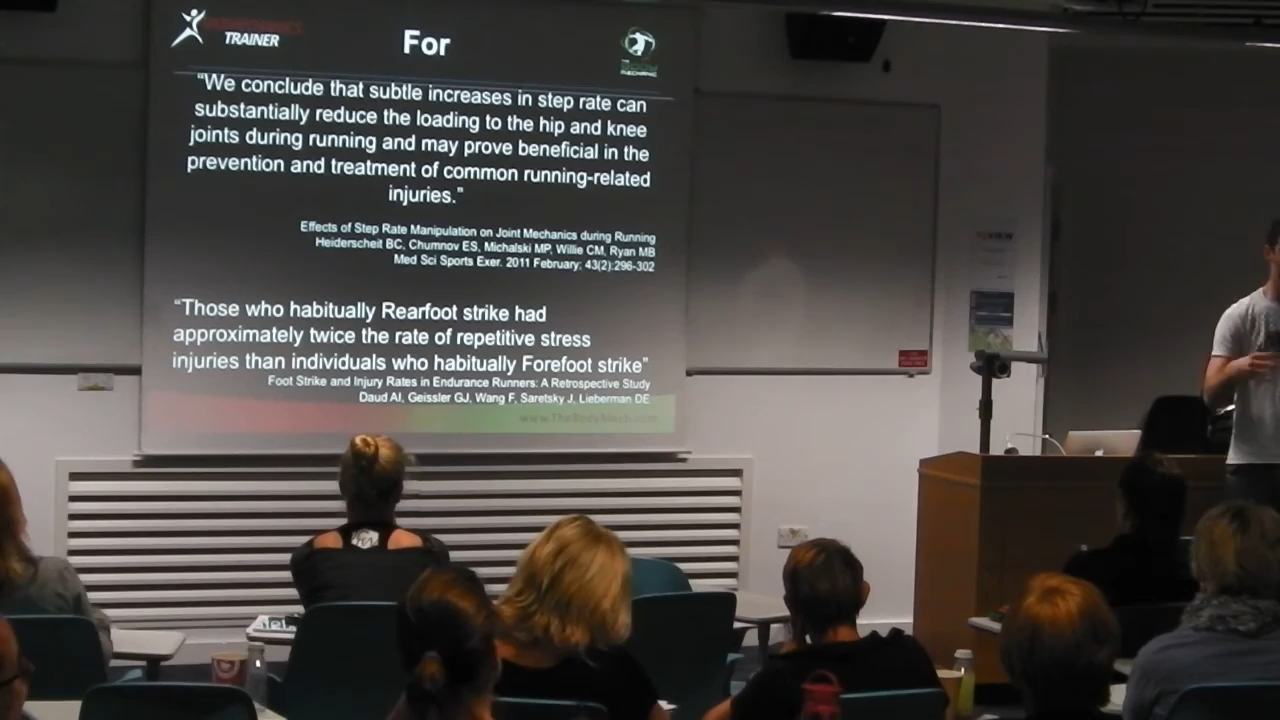 TRAINER
For
“We conclude that subtle increases in step rate can
substantially reduce the loading to the hip and knee
joints during running and may prove beneficial in the
prevention and treatment of common running-related
injuries.”
Effects of Step Rate Manipulation on Joint Mechanics during Running
Heiderscheit BC, Chumnov ES, Michalski MP, Willie CM, Ryan MB
Med Sci Sports Exer. 2011 February; 43(2):296-302
“Those who habitually Rearfoot strike had
approximately twice the rate of repetitive stress
injuries than individuals who habitually Forefoot strike”
Foot Strike and Injury Rates in Endurance Runners: A Retrospective Study
Daud AI, Geissler GJ, Wang F, Saretsky J, Lieberman DE